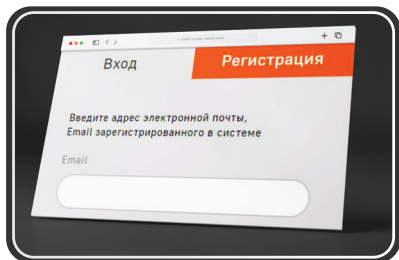 Вход
Регистрация
Введите адрес электронной почты,
Email зарегистрированного в системе
Email